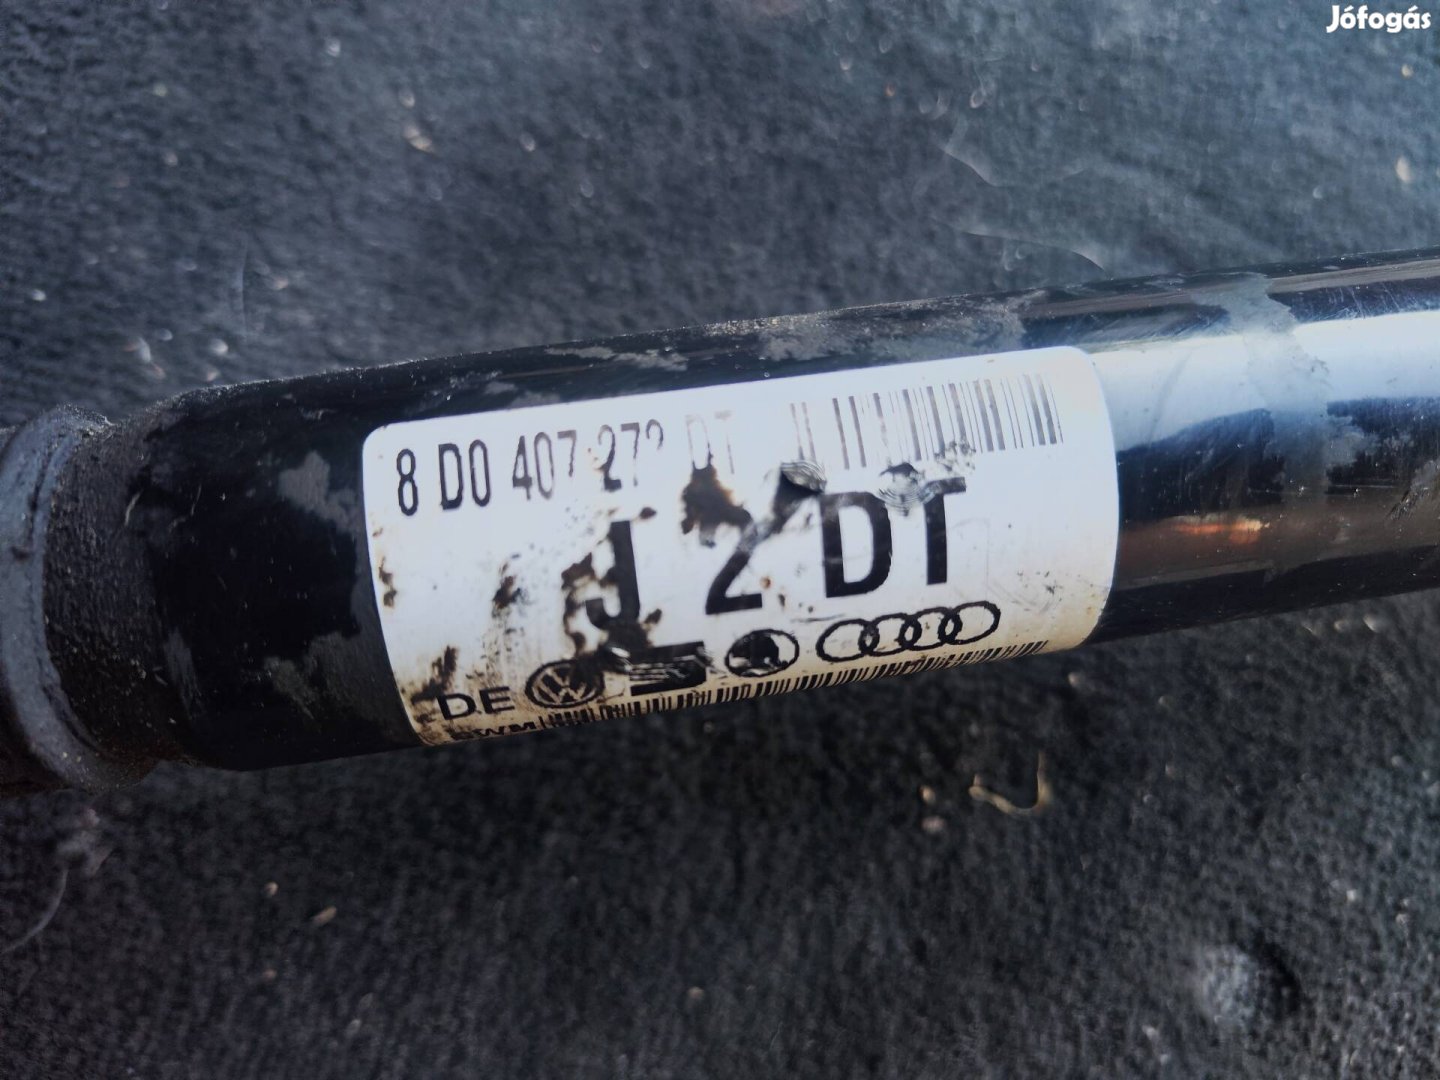 Jófogás
8 D0 407 272 DT
J 2 DT
DE